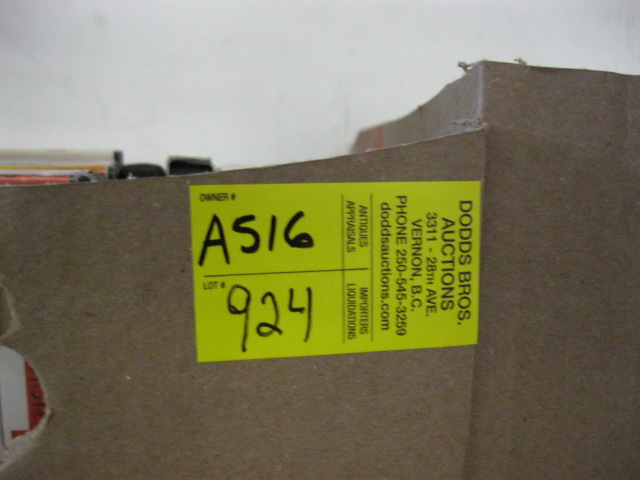 OWNER #
A516
LOT #
924
ANTIQUES
APPRAISALS
IMPORTERS
LIQUIDATIONS
DODDS BROS.
AUCTIONS
3311 - 28TH AVE.
VERNON, B.C.
PHONE 250-545-3259
doddsauctions.com